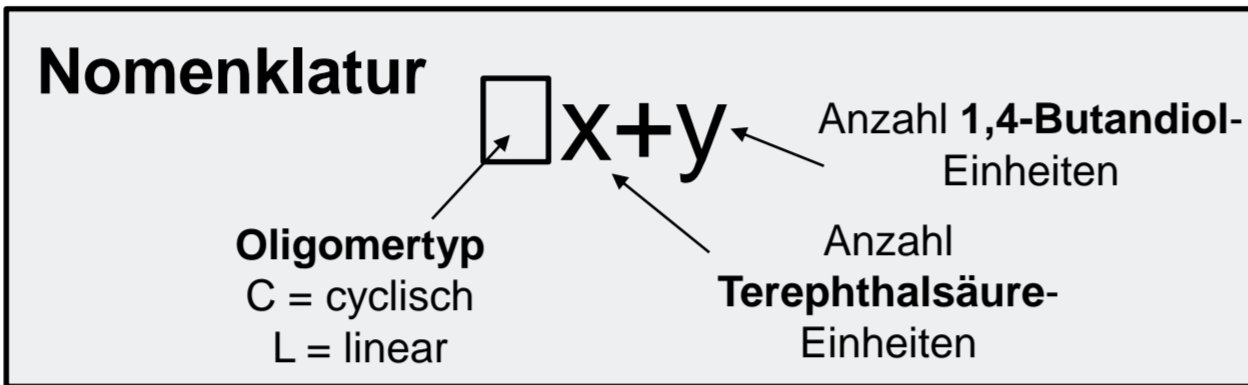 Nomenklatur
□x+y
Anzahl 1,4-Butandiol-
Einheiten
Oligomertyp
C = cyclisch
L = linear
Anzahl
Terephthalsäure-
Einheiten